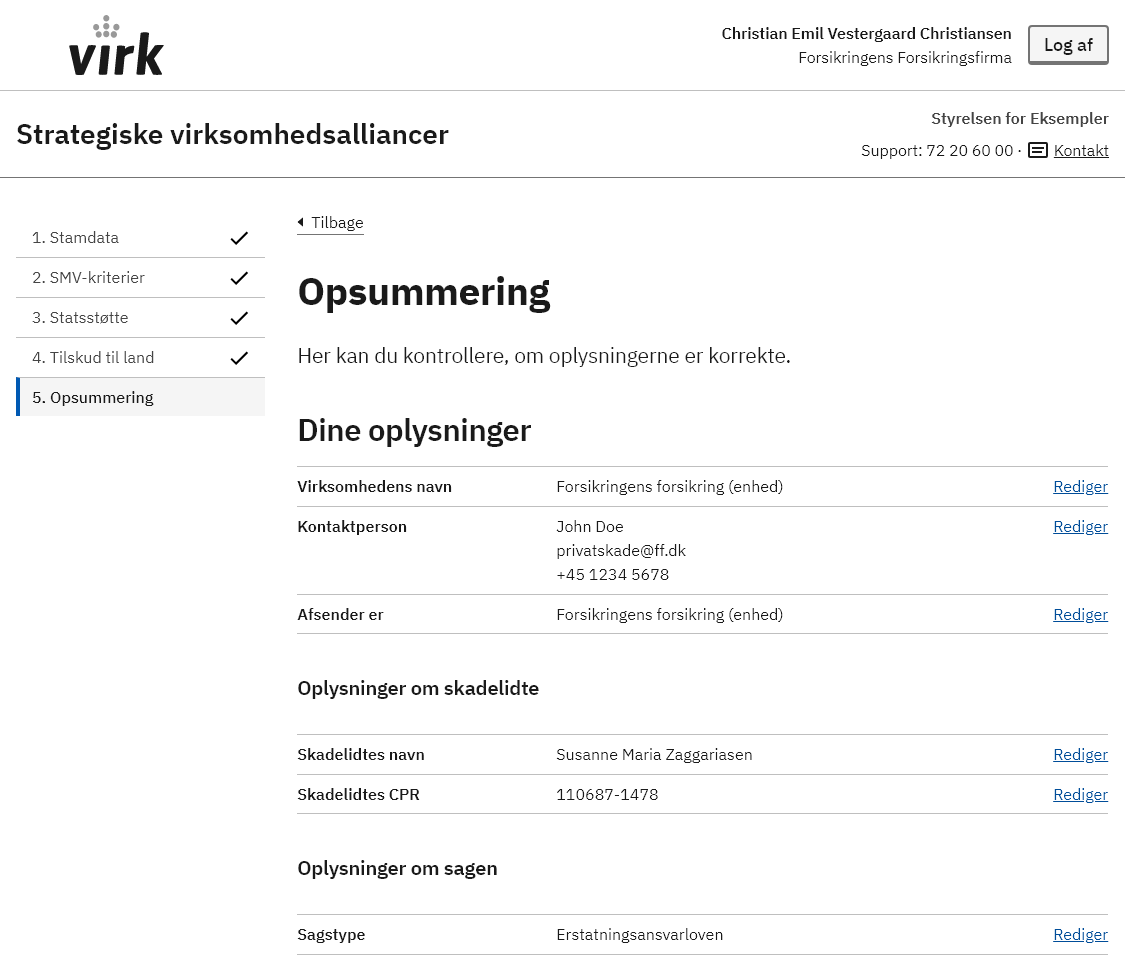 virk
Christian Emil Vestergaard Christiansen
Forsikringens Forsikringsfirma
Log af
Strategiske virksomhedsalliancer
Styrelsen for Eksempler
Support: 72 20 60 00 · Kontakt
1. Stamdata
2. SMV-kriterier
3. Statsstøtte
4. Tilskud til land
5. Opsummering
Tilbage
Opsummering
Her kan du kontrollere, om oplysningerne er korrekte.
Dine oplysninger
Virksomhedens navn Forsikringens forsikring (enhed) Rediger
Kontaktperson John Doe Rediger
privatskade@ff.dk
+45 1234 5678
Afsender er Forsikringens forsikring (enhed) Rediger
Oplysninger om skadelidte
Skadelidtes navn Susanne Maria Zaggariasen Rediger
Skadelidtes CPR 110687-1478 Rediger
Oplysninger om sagen
Sagstype Erstatningsansvarloven Rediger